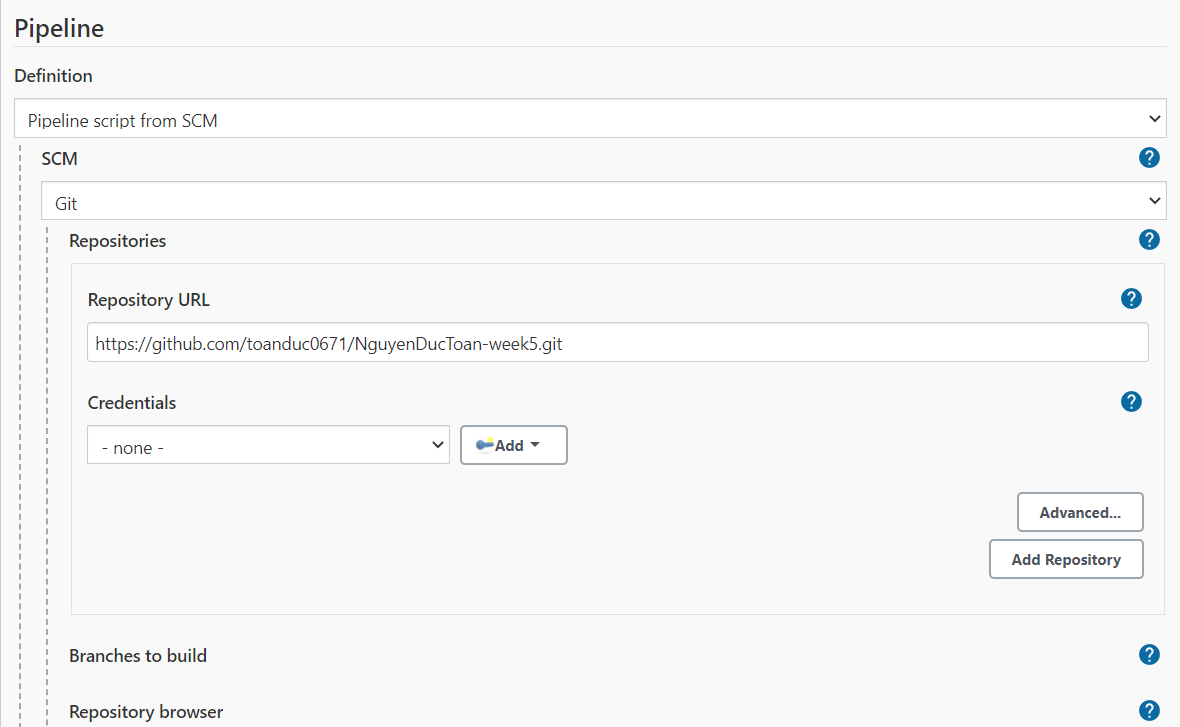 Pipeline
Definition
Pipeline script from SCM
SCM
?
Git
Repositories
?
Repository URL
?
https://github.com/toanduc0671/NguyenDucToan-week5.git
Credentials
?
- none -
Add
Advanced...
Add Repository
Branches to build
?
Repository browser
?